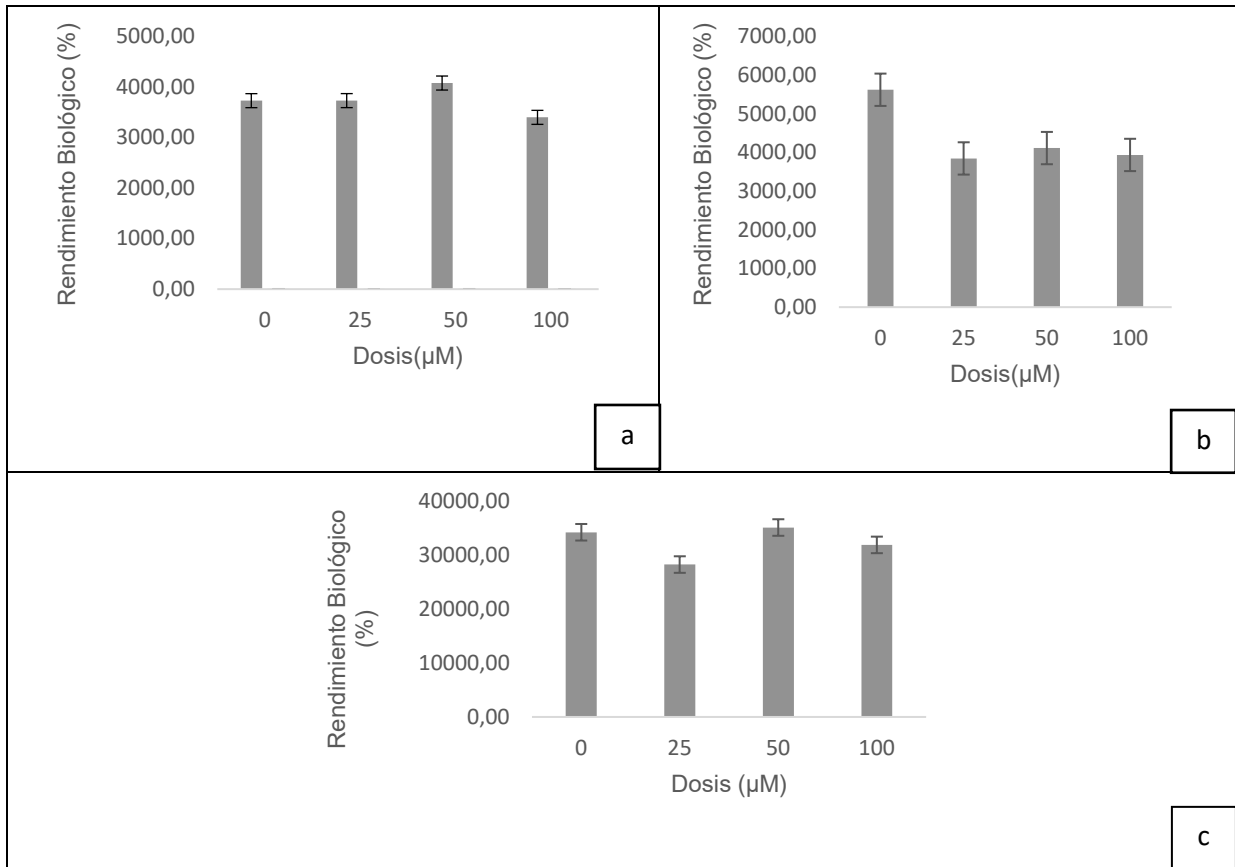 Rendimiento Biológico (%)
5000,00
4000,00
3000,00
2000,00
1000,00
0,00
0 25 50 100
Dosis(µM)
a
Rendimiento Biológico (%)
7000,00
6000,00
5000,00
4000,00
3000,00
2000,00
1000,00
0,00
0 25 50 100
Dosis(µM)
b
Rendimiento Biológico
(%)
40000,00
30000,00
20000,00
10000,00
0,00
0 25 50 100
Dosis (µM)
c